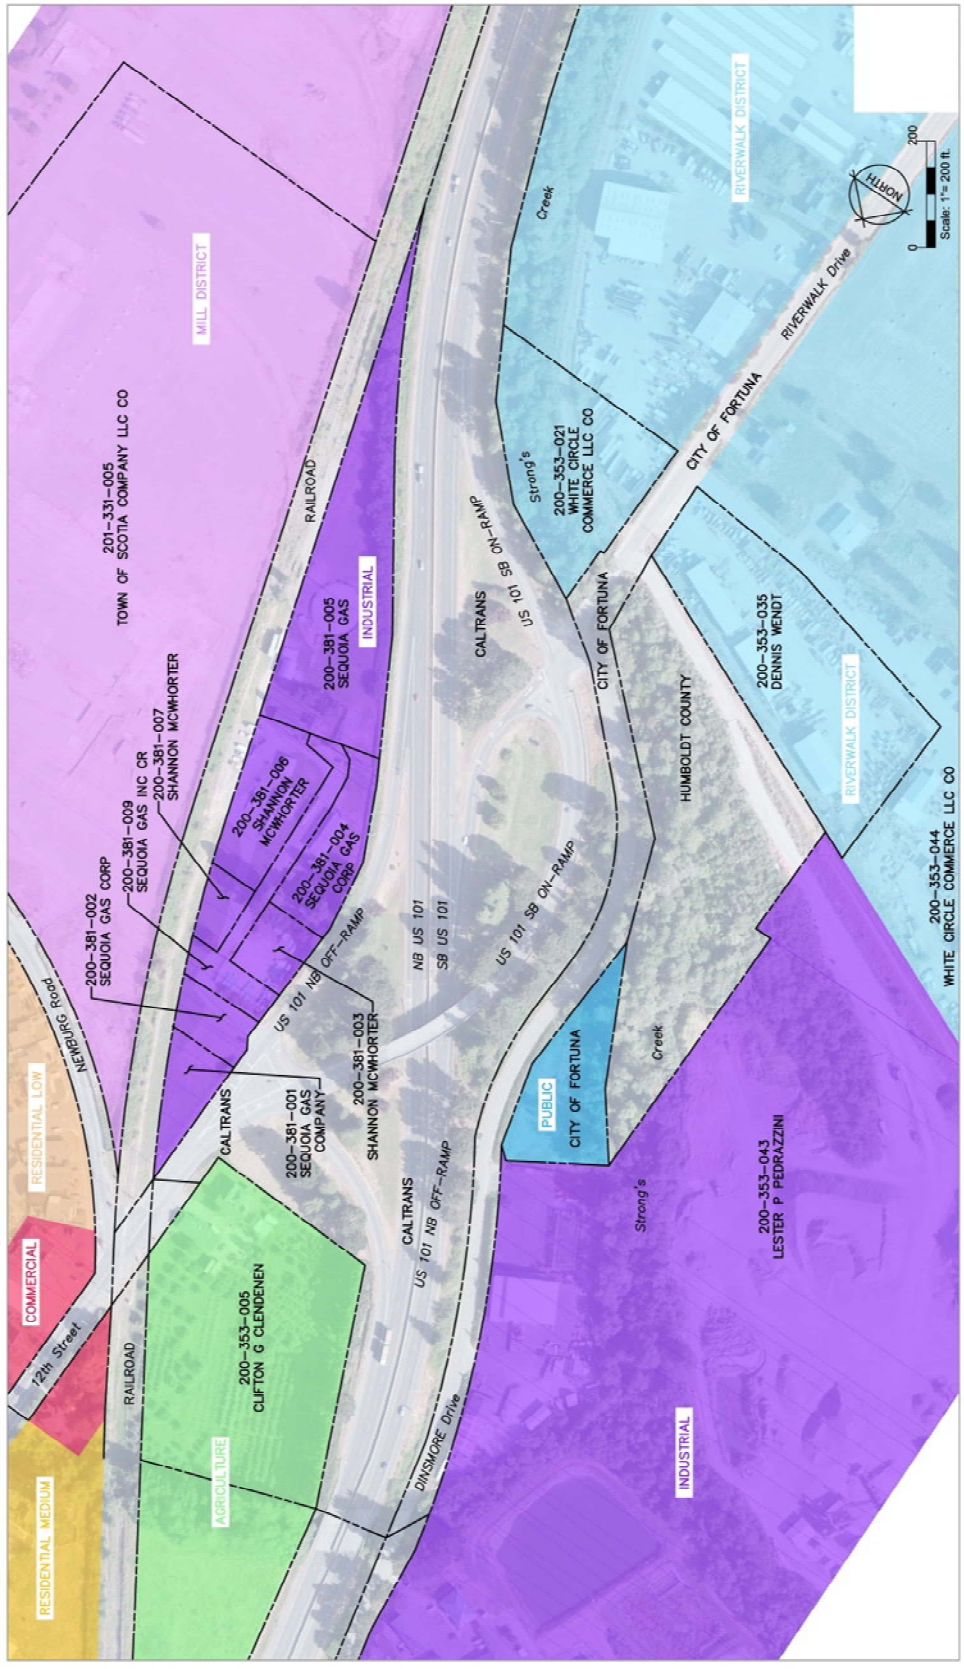 MILL DISTRICT
201-331-005
TOWN OF SCOTIA COMPANY LLC CO
RAILROAD
200-381-005
SEQUOIA GAS
INDUSTRIAL
200-381-007
SHANNON MCWHORTER
200-381-009
SEQUOIA GAS INC CR
200-381-002
SEQUOIA GAS CORP
200-381-006
SHANNON
MCWHORTER
200-381-004
SEQUOIA GAS
CORP
200-381-003
SHANNON MCWHORTER
200-381-001
SEQUOIA GAS
COMPANY
US 101 NB OFF-RAMP
CALTRANS
NEWBURG Road
RESIDENTIAL LOW
COMMERCIAL
12th Street
RAILROAD
RESIDENTIAL MEDIUM
AGRICULTURE
200-353-005
CLIFTON G CLENDENEN
CALTRANS
US 101 NB OFF-RAMP
DINSMORE Drive
NB US 101
SB US 101
US 101 SB ON-RAMP
CALTRANS
US 101 SB ON-RAMP
Strong's
Creek
200-353-021
WHITE CIRCLE
COMMERCE LLC CO
RIVERWALK DISTRICT
CITY OF FORTUNA
RIVERWALK Drive
CITY OF FORTUNA
HUMBOLDT COUNTY
200-353-035
DENNIS WENDT
RIVERWALK DISTRICT
200-353-044
WHITE CIRCLE COMMERCE LLC CO
PUBLIC
CITY OF FORTUNA
Creek
Strong's
200-353-043
LESTER P PEDRAZZINI
INDUSTRIAL
NORTH
0 200
Scale: 1"= 200 ft.